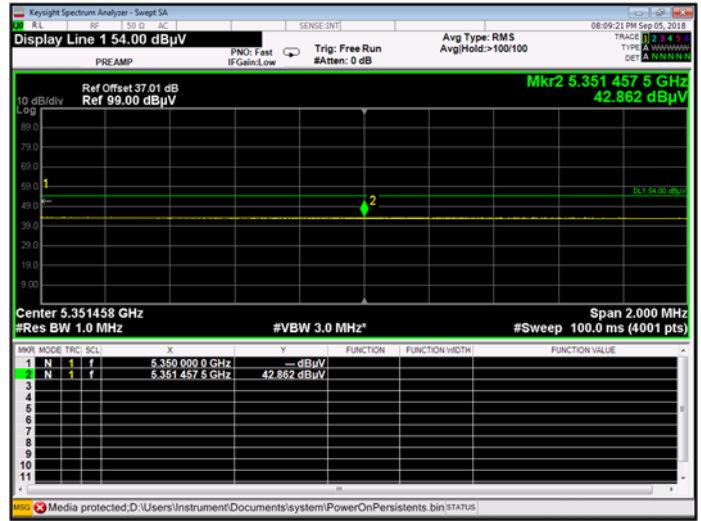 Keysight Spectrum Analyzer - Swept SA
RL RF 50 Ω AC SENSE:INT 08:09:21 PM Sep 05, 2018
Display Line 1 54.00 dBµV
PNO: Fast Trig: Free Run Avg Type: RMS TRACE 1 2 3 4 5 6
PREAMP IFGain:Low #Atten: 0 dB Avg|Hold:>100/100 TYPE A WWWWW
DET A N N N N N
Mkr2 5.351 457 5 GHz
42.862 dBµV
Ref Offset 37.01 dB
10 dB/div Ref 99.00 dBµV
Log
89.0
79.0
69.0
59.0 1
DL1 54.00 dBµV
49.0 2
39.0
29.0
19.0
9.00
Center 5.351458 GHz Span 2.000 MHz
#Res BW 1.0 MHz #VBW 3.0 MHz* #Sweep 100.0 ms (4001 pts)
MKR MODE TRC SCL X Y FUNCTION FUNCTION WIDTH FUNCTION VALUE
1 N 1 f 5.350 000 0 GHz --- dBµV
2 N 1 f 5.351 457 5 GHz 42.862 dBµV
3
4
5
6
7
8
9
10
11
MSG Media protected;D:\Users\Instrument\Documents\system\PowerOnPersistents.bin STATUS